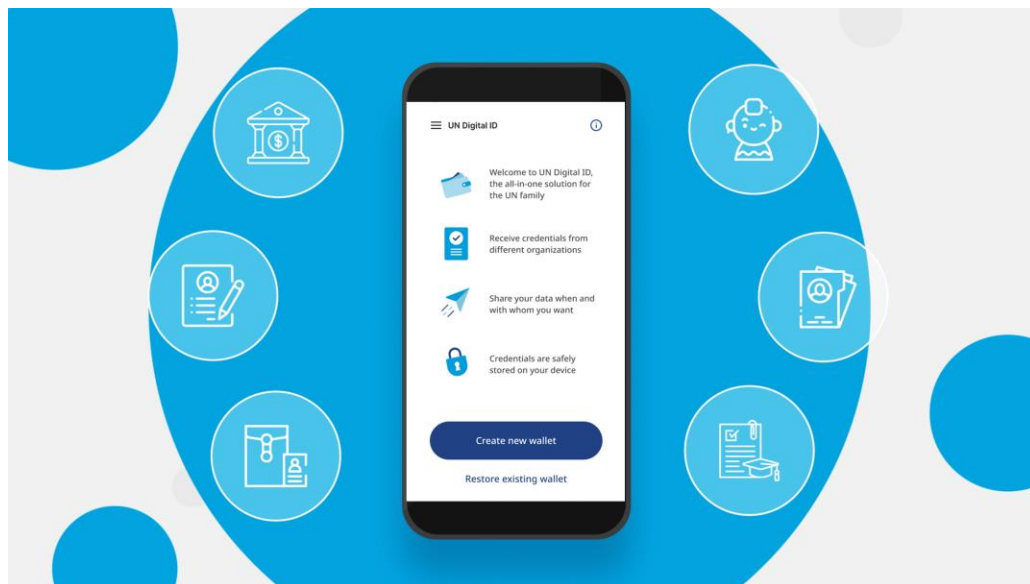 UN Digital ID
Welcome to UN Digital ID,
the all-in-one solution for
the UN family
Receive credentials from
different organizations
Share your data when and
with whom you want
Credentials are safely
stored on your device
Create new wallet
Restore existing wallet